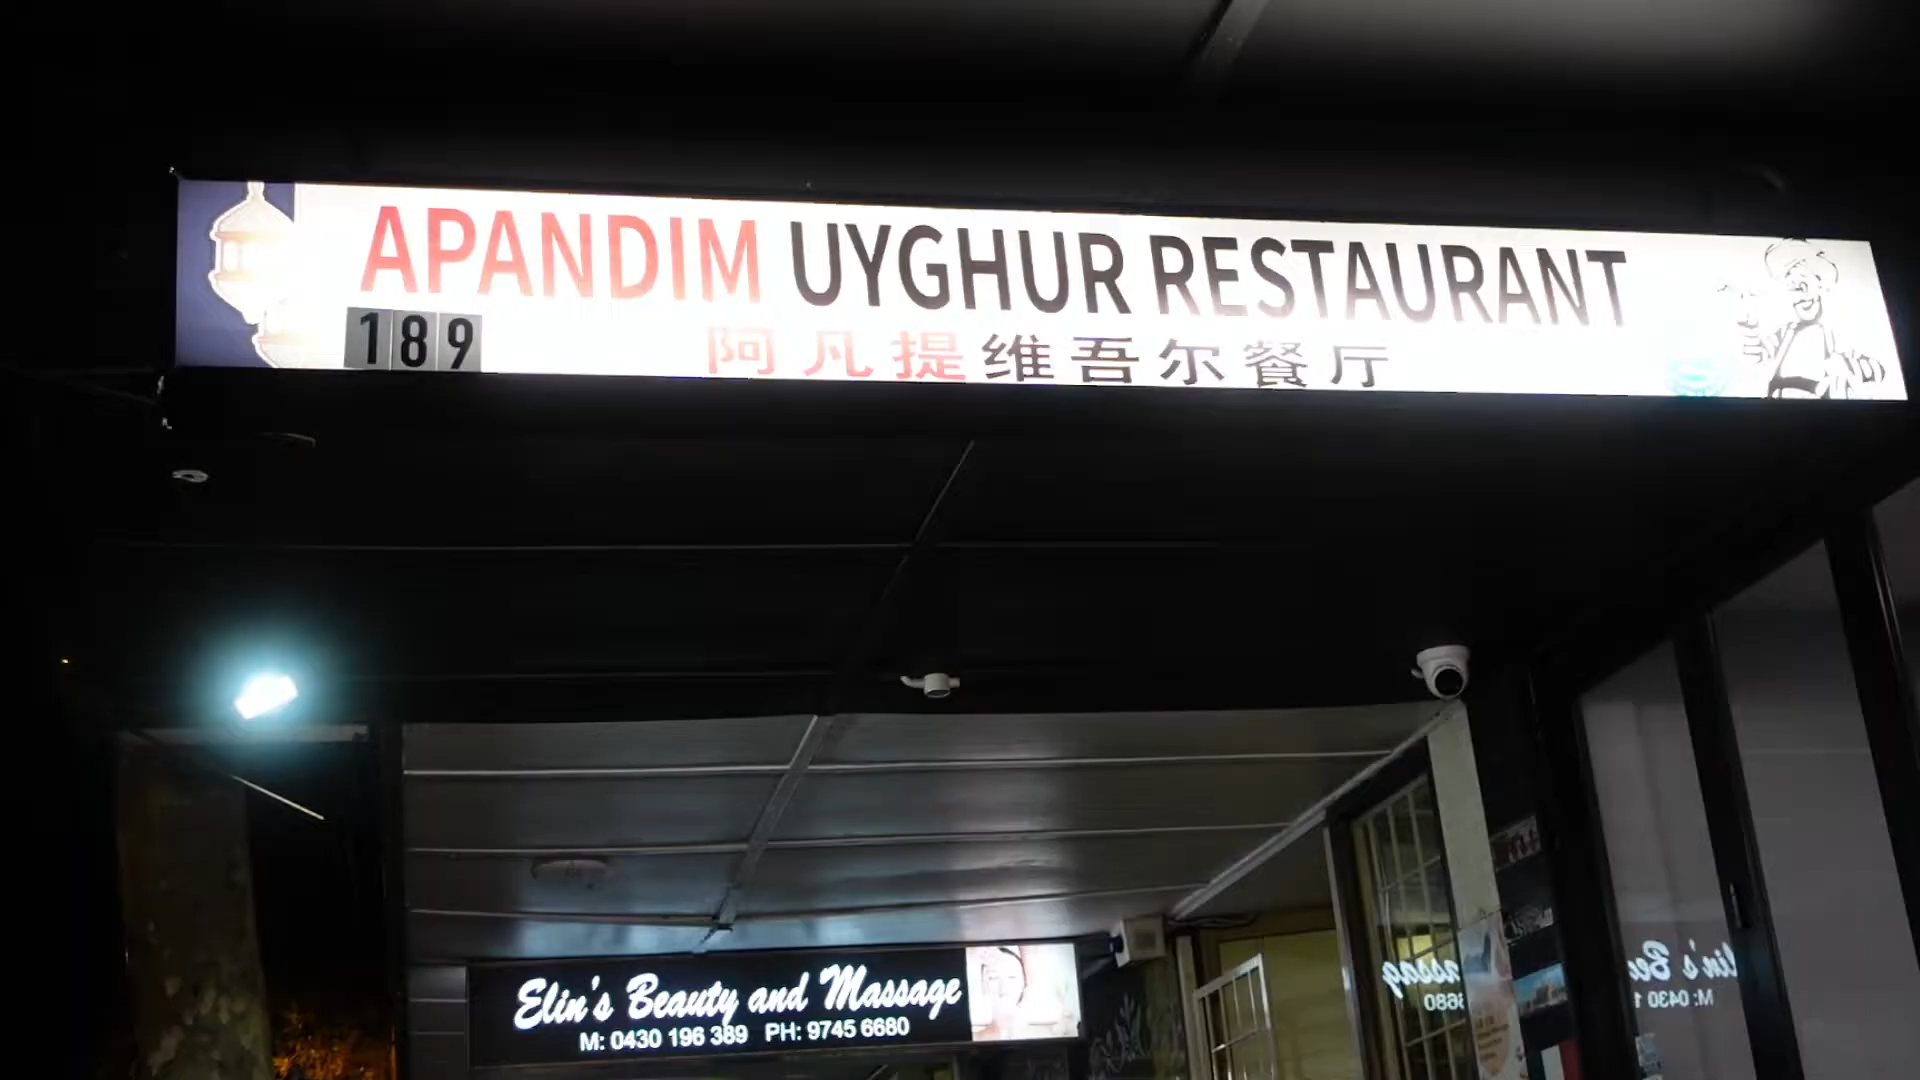 APANDIM UYGHUR RESTAURANT
189
阿凡提维吾尔餐厅
Elin's Beauty and Massage
M: 0430 196 389 PH: 9745 6680